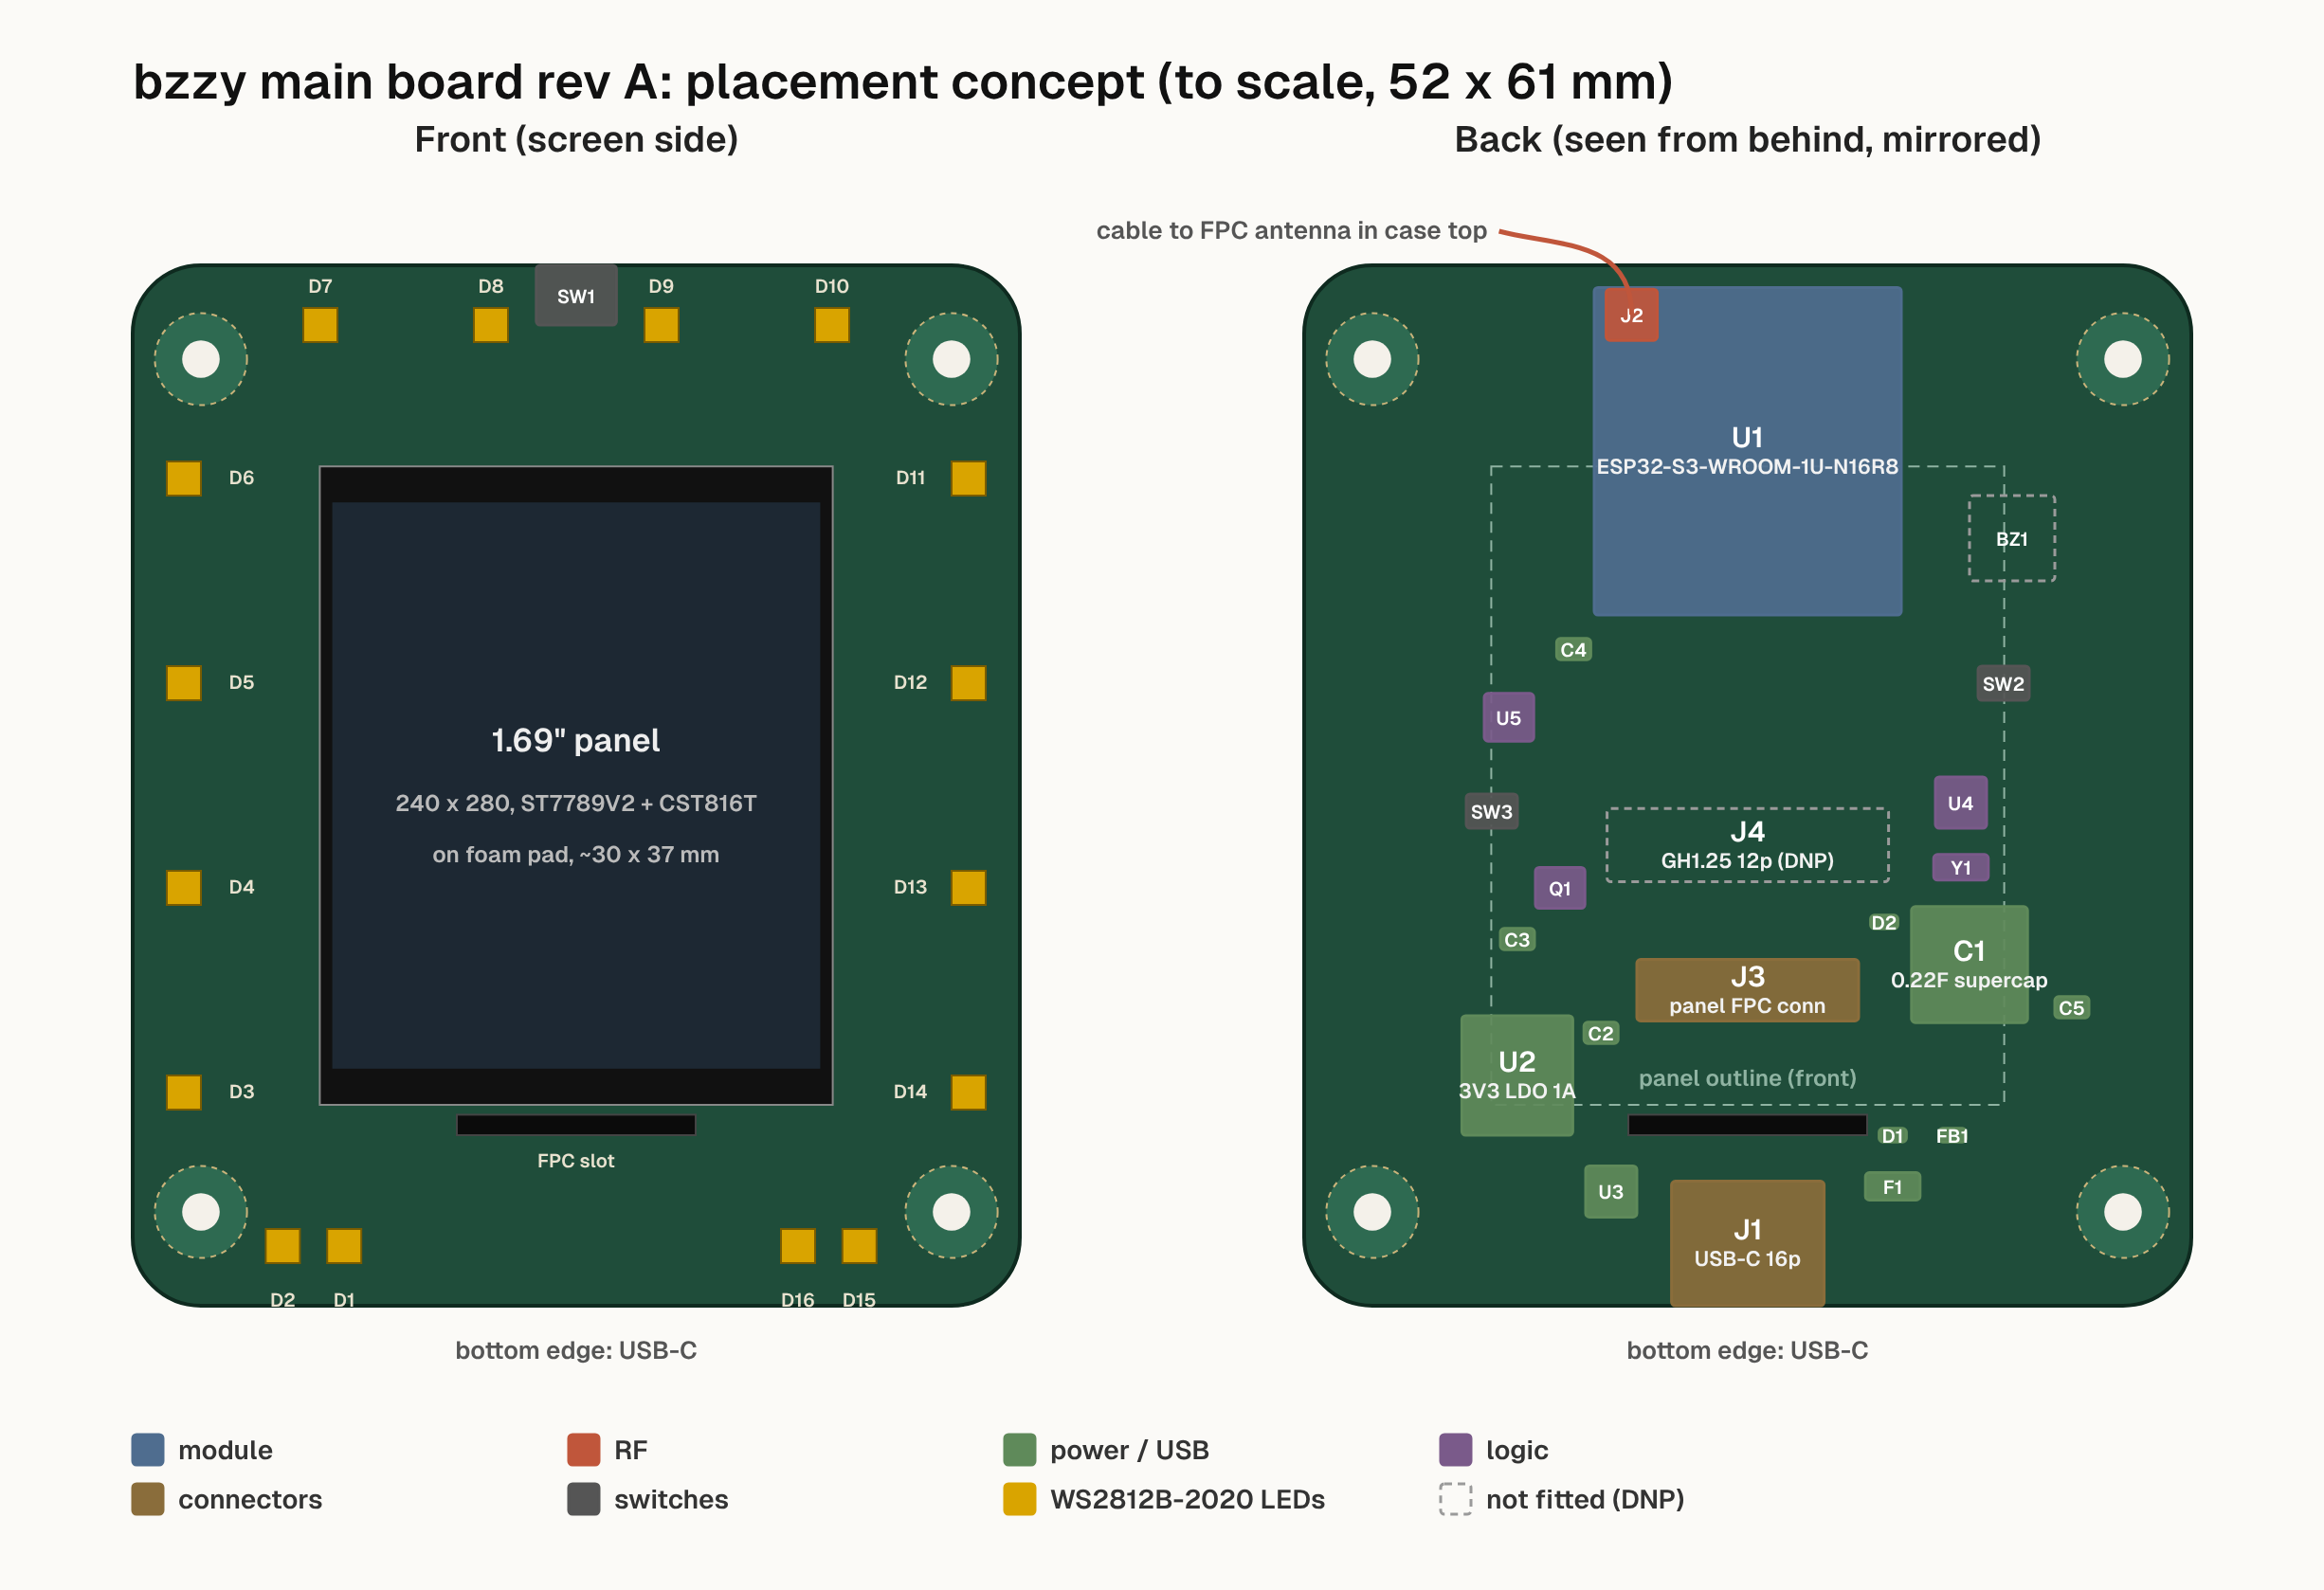 bzzy main board rev A: placement concept (to scale, 52 x 61 mm)
Front (screen side)
D7
D8
SW1
D9
D10
D6
D11
D5
D12
1.69" panel
240 x 280, ST7789V2 + CST816T
on foam pad, ~30 x 37 mm
D4
D13
D3
D14
FPC slot
D2
D1
D16
D15
bottom edge: USB-C
Back (seen from behind, mirrored)
cable to FPC antenna in case top
J2
U1
ESP32-S3-WROOM-1U-N16R8
BZ1
C4
SW2
U5
U4
SW3
J4
GH1.25 12p (DNP)
Y1
Q1
D2
C3
C1
0.22F supercap
J3
panel FPC conn
C5
C2
U2
3V3 LDO 1A
panel outline (front)
D1
FB1
U3
F1
J1
USB-C 16p
bottom edge: USB-C
module
RF
power / USB
logic
connectors
switches
WS2812B-2020 LEDs
not fitted (DNP)